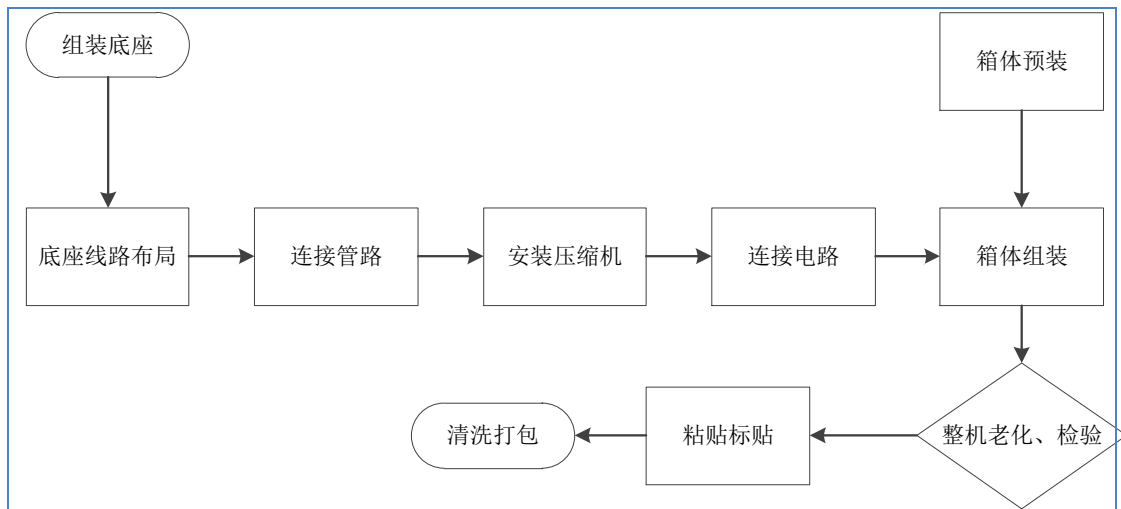 组装底座
箱体预装
底座线路布局
连接管路
安装压缩机
连接电路
箱体组装
清洗打包
粘贴标贴
整机老化、检验